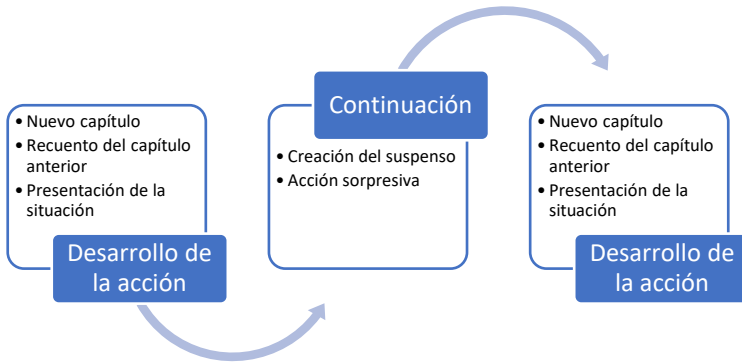 • Nuevo capítulo
• Recuento del capítulo
anterior
• Presentación de la
situación
Desarrollo de
la acción
Continuación
• Creación del suspenso
• Acción sorpresiva
• Nuevo capítulo
• Recuento del capítulo
anterior
• Presentación de la
situación
Desarrollo de
la acción